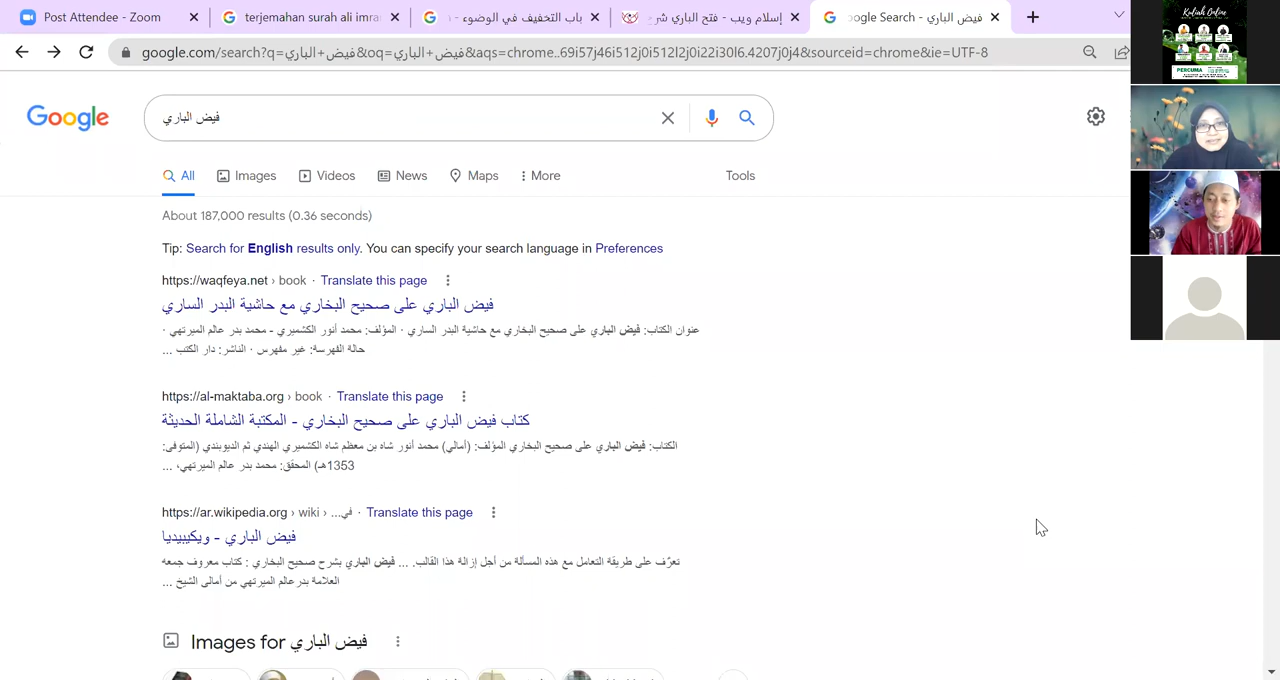 Post Attendee - Zoom
terjemahan surah ali imra
باب التخفيف في الوضوء - د
إسلام ويب - فتح الباري شرح
فيض الباري - Google Search
google.com/search?q=فيض+الباري&oq=فيض+الباري&aqs=chrome..69i57j46i512j0i512l2j0i22i30l6.4207j0j4&sourceid=chrome&ie=UTF-8
Kuliah Online
PERCUMA
Google
فيض الباري
All
Images
Videos
News
Maps
More
Tools
About 187,000 results (0.36 seconds)
Tip: Search for English results only. You can specify your search language in Preferences
https://waqfeya.net › book · Translate this page
فيض الباري على صحيح البخاري مع حاشية البدر الساري
عنوان الكتاب: فيض الباري على صحيح البخاري مع حاشية البدر الساري · المؤلف: محمد أنور الكشميري - محمد بدر عالم الميرتهي ·
حالة الفهرسة: غير مفهرس · الناشر: دار الكتب ...
https://al-maktaba.org › book · Translate this page
كتاب فيض الباري على صحيح البخاري - المكتبة الشاملة الحديثة
الكتاب: فيض الباري على صحيح البخاري المؤلف: (أمالي) محمد أنور شاه بن معظم شاه الكشميري الهندي ثم الديوبندي (المتوفى:
1353هـ) المحقق: محمد بدر عالم الميرتهي، ...
https://ar.wikipedia.org › wiki › ...في · Translate this page
فيض الباري - ويكيبيديا
تعرَّف على طريقة التعامل مع هذه المسألة من أجل إزالة هذا القالب. ... فيض الباري بشرح صحيح البخاري : كتاب معروف جمعه
العلامة بدرعالم الميرتهي من أمالى الشيخ ...
Images for فيض الباري